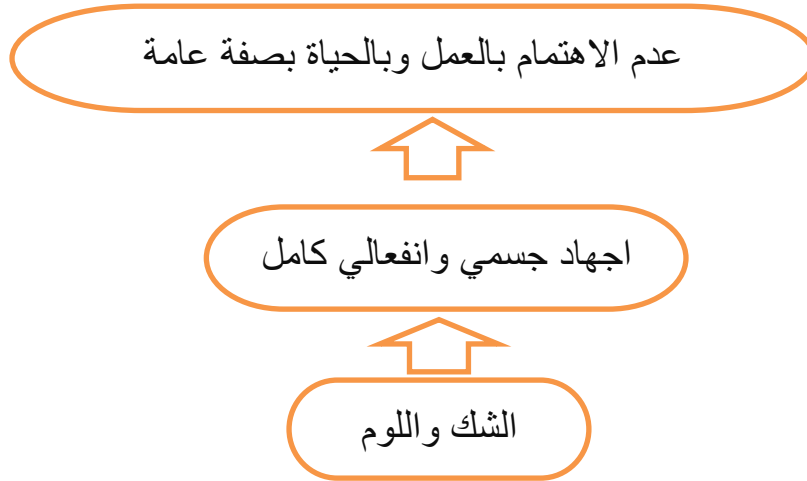 عدم الاهتمام بالعمل وبالحياة بصفة عامة
اجهاد جسمي وانفعالي كامل
الشك واللوم